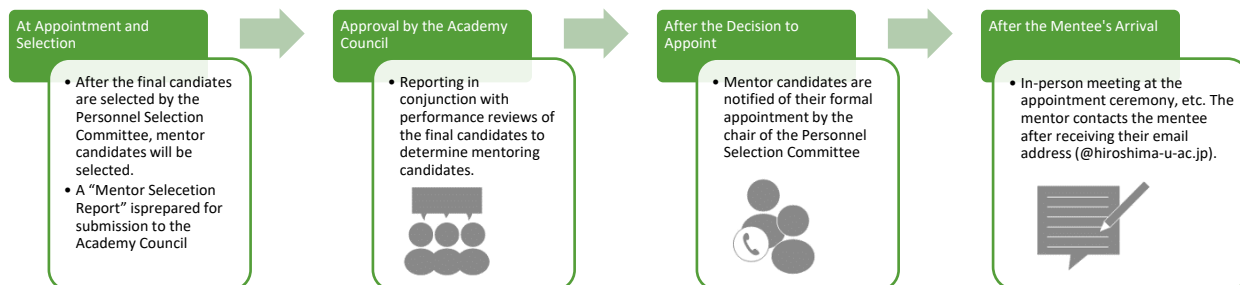 At Appointment and
Selection
• After the final candiates
are selected by the
Personnel Selection
Committee, mentor
candidates will be
selected.
• A “Mentor Selecetion
Report” isprepared for
submission to the
Academy Council
Approval by the Academy
Council
• Reporting in
conjunction with
performance reviews of
the final candidates to
determine mentoring
candidates.
After the Decision to
Appoint
• Mentor candidates are
notified of their formal
appointment by the
chair of the Personnel
Selection Committee
After the Mentee's Arrival
• In-person meeting at the
appointment ceremony, etc. The
mentor contacts the mentee
after receiving their email
address (@hiroshima-u-ac.jp).